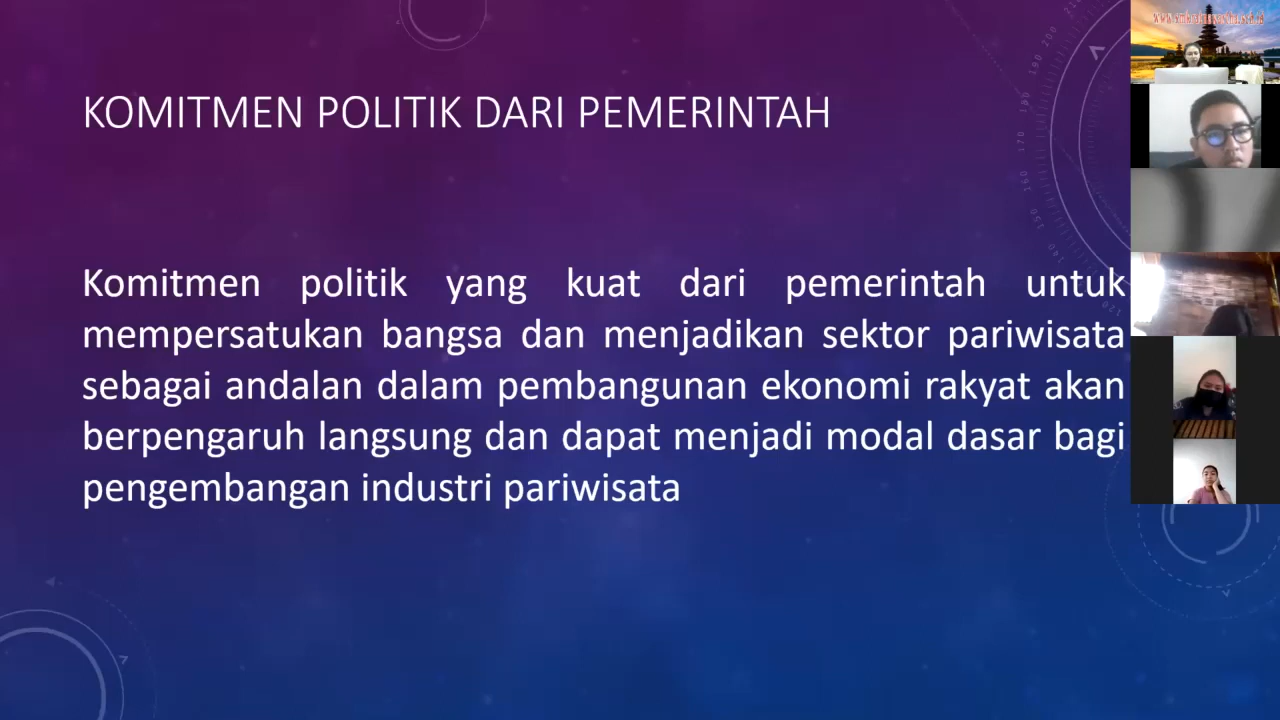 KOMITMEN POLITIK DARI PEMERINTAH
Komitmen politik yang kuat dari pemerintah untuk
mempersatukan bangsa dan menjadikan sektor pariwisata
sebagai andalan dalam pembangunan ekonomi rakyat akan
berpengaruh langsung dan dapat menjadi modal dasar bagi
pengembangan industri pariwisata